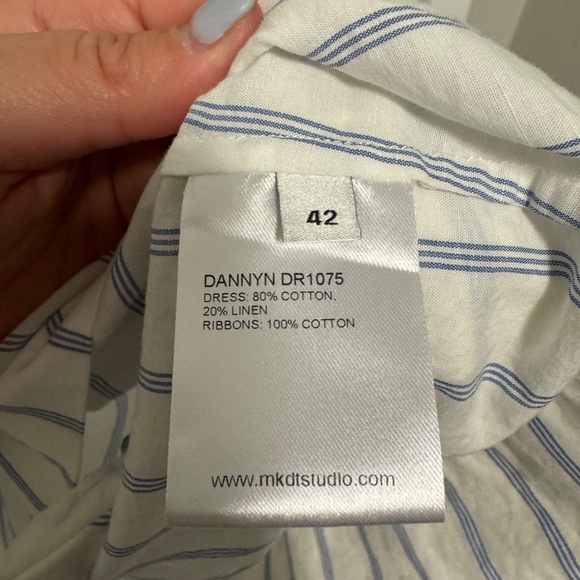 42
DANNYN DR1075
DRESS: 80% COTTON,
20% LINEN
RIBBONS: 100% COTTON
www.mkdtstudio.com